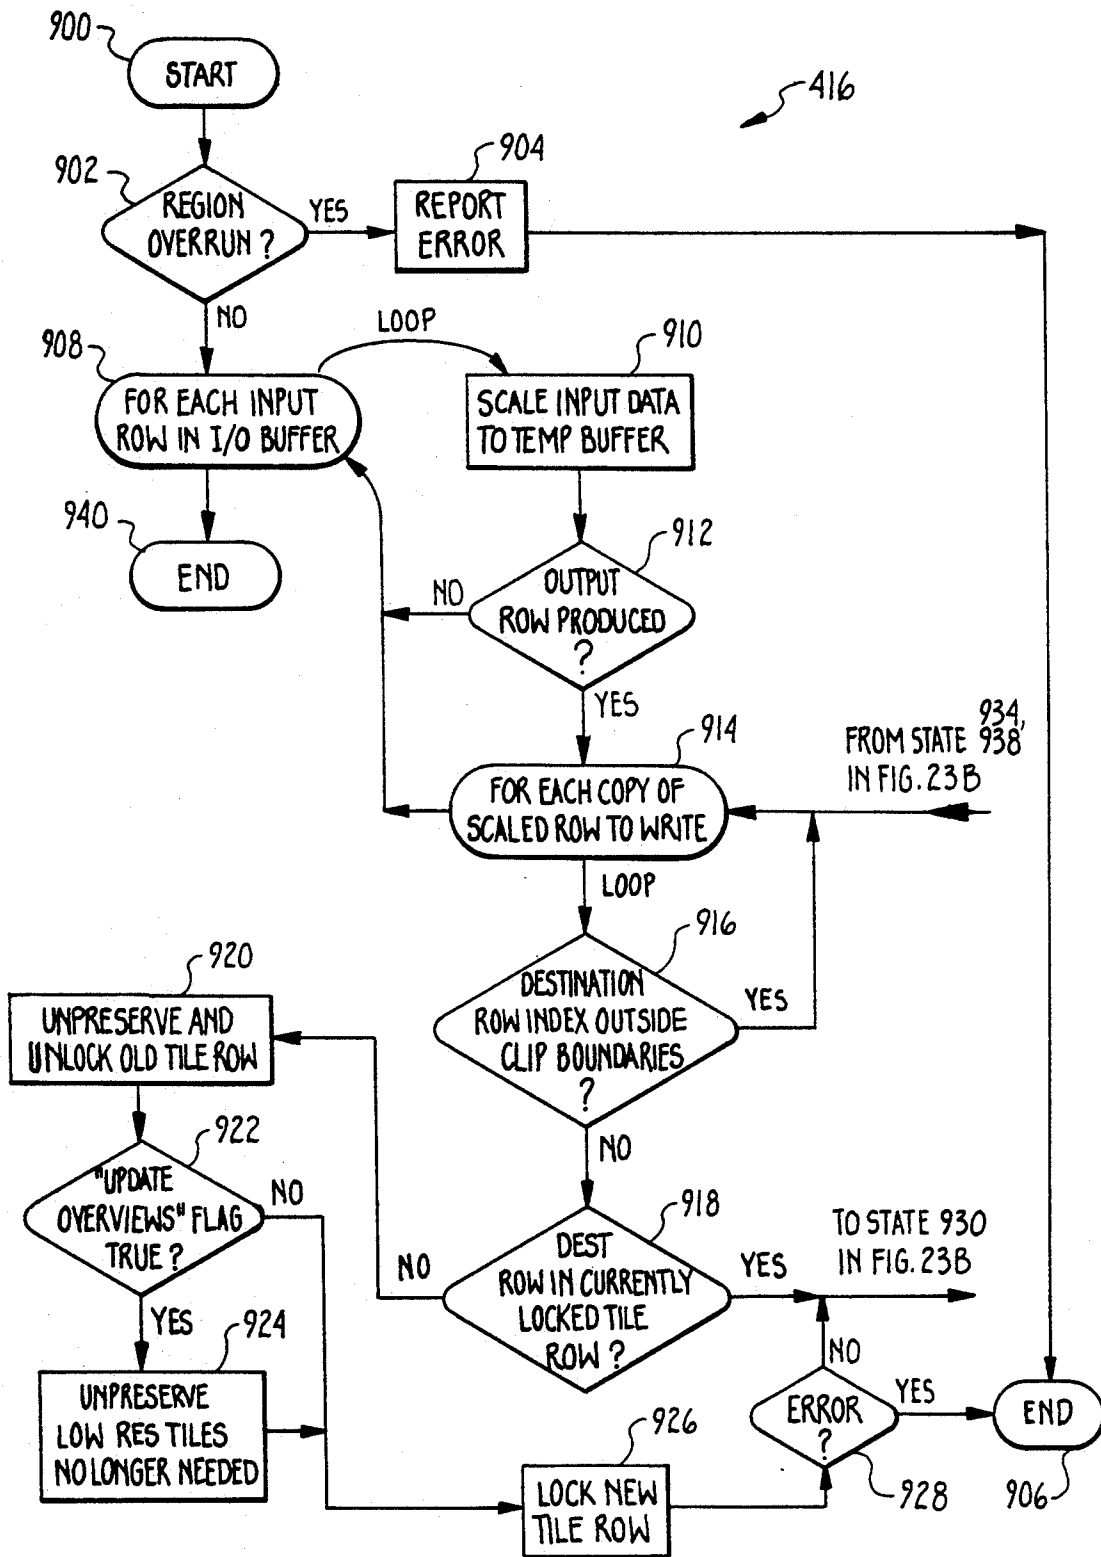 900
START
416
902
REGION
OVERRUN ?
YES
904
REPORT
ERROR
NO
LOOP
908
FOR EACH INPUT
ROW IN I/O BUFFER
910
SCALE INPUT DATA
TO TEMP BUFFER
940
END
912
OUTPUT
ROW PRODUCED
?
NO
YES
914
FOR EACH COPY OF
SCALED ROW TO WRITE
FROM STATE 934,
938
IN FIG. 23B
LOOP
916
DESTINATION
ROW INDEX OUTSIDE
CLIP BOUNDARIES
?
YES
NO
920
UNPRESERVE AND
UNLOCK OLD TILE ROW
922
"UPDATE
OVERVIEWS" FLAG
TRUE ?
NO
YES
918
DEST
ROW IN CURRENTLY
LOCKED TILE
ROW ?
NO
YES
TO STATE 930
IN FIG. 23B
924
UNPRESERVE
LOW RES TILES
NO LONGER NEEDED
926
LOCK NEW
TILE ROW
NO
ERROR
?
YES
928
END
906